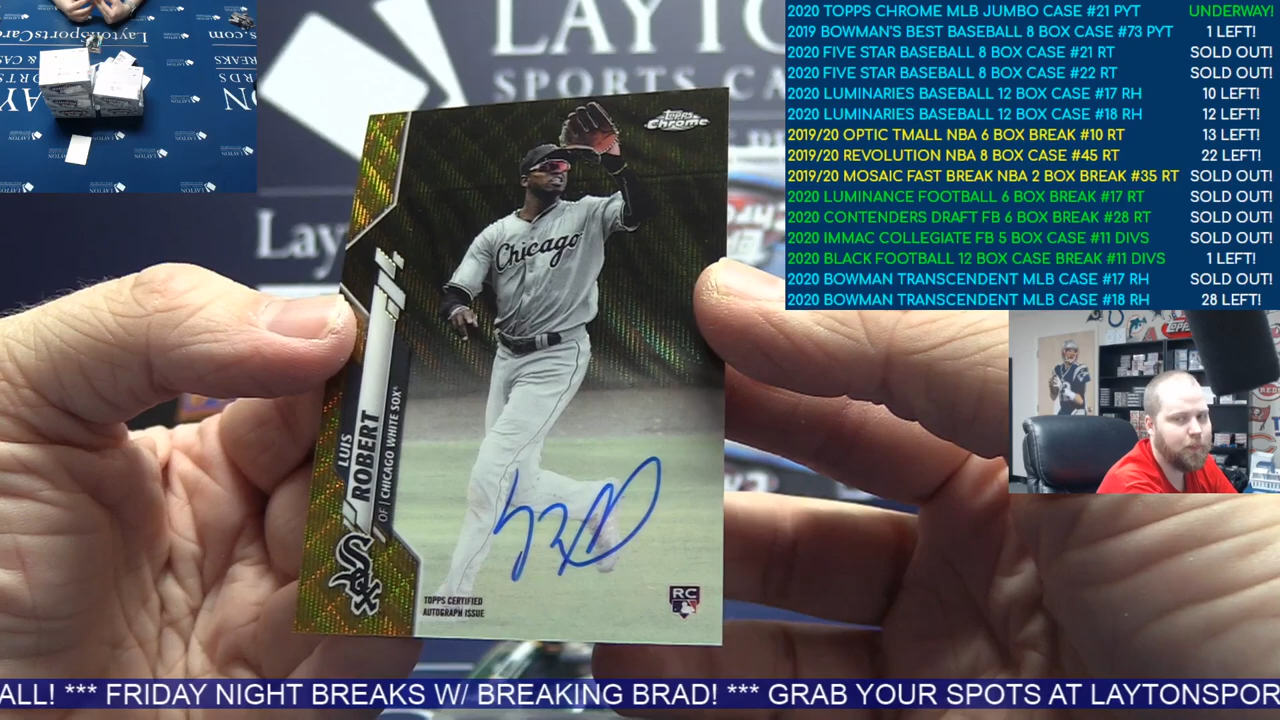 2020 TOPPS CHROME MLB JUMBO CASE #21 PYT UNDERWAY!
2019 BOWMAN'S BEST BASEBALL 8 BOX CASE #73 PYT 1 LEFT!
2020 FIVE STAR BASEBALL 8 BOX CASE #21 RT SOLD OUT!
2020 FIVE STAR BASEBALL 8 BOX CASE #22 RT SOLD OUT!
2020 LUMINARIES BASEBALL 12 BOX CASE #17 RH 10 LEFT!
2020 LUMINARIES BASEBALL 12 BOX CASE #18 RH 12 LEFT!
2019/20 OPTIC TMALL NBA 6 BOX BREAK #10 RT 13 LEFT!
2019/20 REVOLUTION NBA 8 BOX CASE #45 RT 22 LEFT!
2019/20 MOSAIC FAST BREAK NBA 2 BOX BREAK #35 RT SOLD OUT!
2020 LUMINANCE FOOTBALL 6 BOX BREAK #17 RT SOLD OUT!
2020 CONTENDERS DRAFT FB 6 BOX BREAK #28 RT SOLD OUT!
2020 IMMAC COLLEGIATE FB 5 BOX CASE #11 DIVS SOLD OUT!
2020 BLACK FOOTBALL 12 BOX CASE BREAK #11 DIVS 1 LEFT!
2020 BOWMAN TRANSCENDENT MLB CASE #17 RH SOLD OUT!
2020 BOWMAN TRANSCENDENT MLB CASE #18 RH 28 LEFT!
LAYTON
SPORTS CA
Layt
Topps
Chrome
Chicago
LUIS
ROBERT
OF | CHICAGO WHITE SOX
Sox
TOPPS CERTIFIED
AUTOGRAPH ISSUE
RC
ALL! *** FRIDAY NIGHT BREAKS W/ BREAKING BRAD! *** GRAB YOUR SPOTS AT LAYTONSPOR